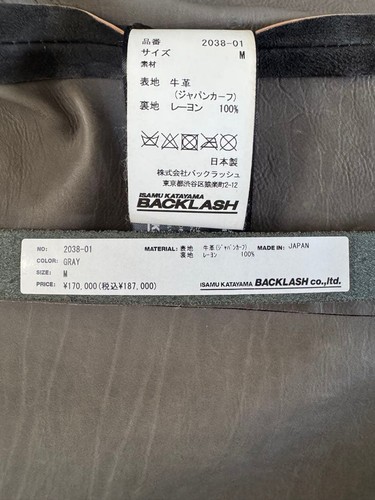 品番 2038-01
サイズ M
素材
表地 牛革
(ジャパンカーフ)
裏地 レーヨン 100%
日本製
株式会社バックラッシュ
東京都渋谷区猿楽町2-12
ISAMU KATAYAMA
BACKLASH
NO: 2038-01 MATERIAL: 表地 牛革(ジャパンカーフ) MADE IN: JAPAN
裏地 レーヨン 100%
COLOR: GRAY
SIZE: M
PRICE: ¥170,000(税込¥187,000)
ISAMU KATAYAMA BACKLASH co.,ltd.